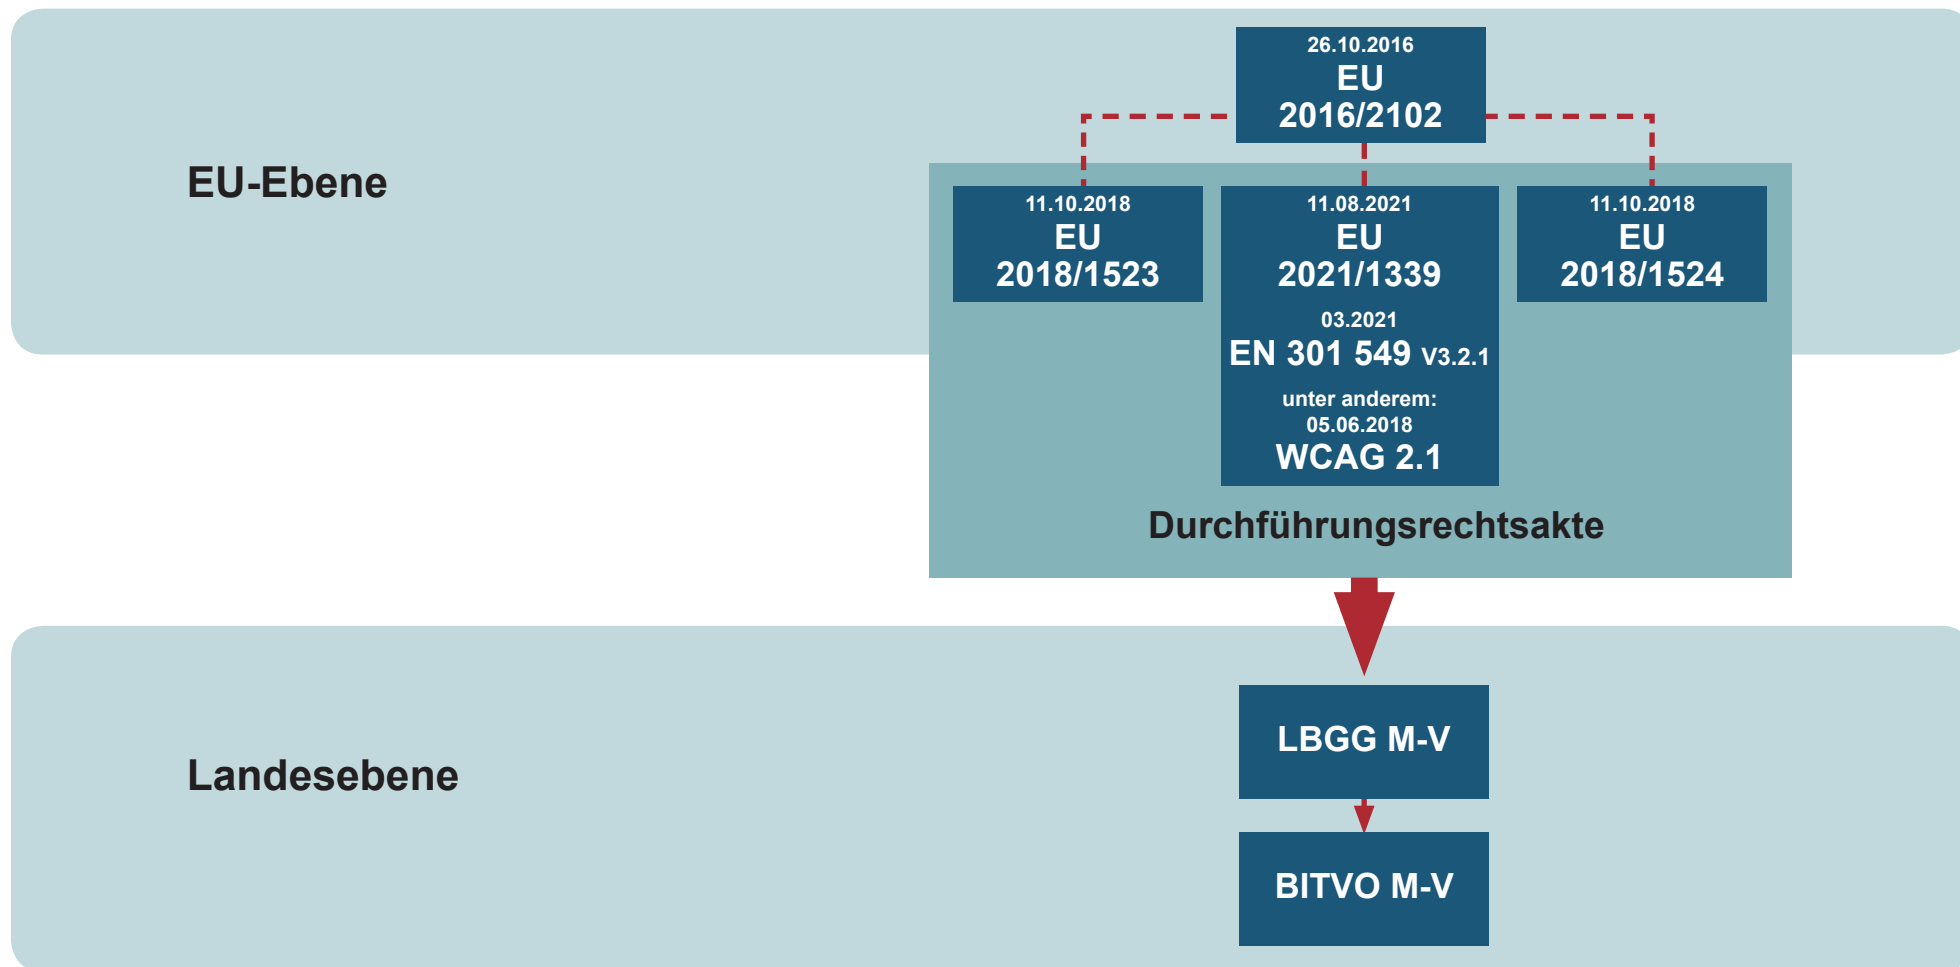 EU-Ebene
26.10.2016
EU
2016/2102
11.10.2018
EU
2018/1523
11.08.2021
EU
2021/1339
03.2021
EN 301 549 V3.2.1
unter anderem:
05.06.2018
WCAG 2.1
11.10.2018
EU
2018/1524
Durchführungsrechtsakte
Landesebene
LBGG M-V
BITVO M-V